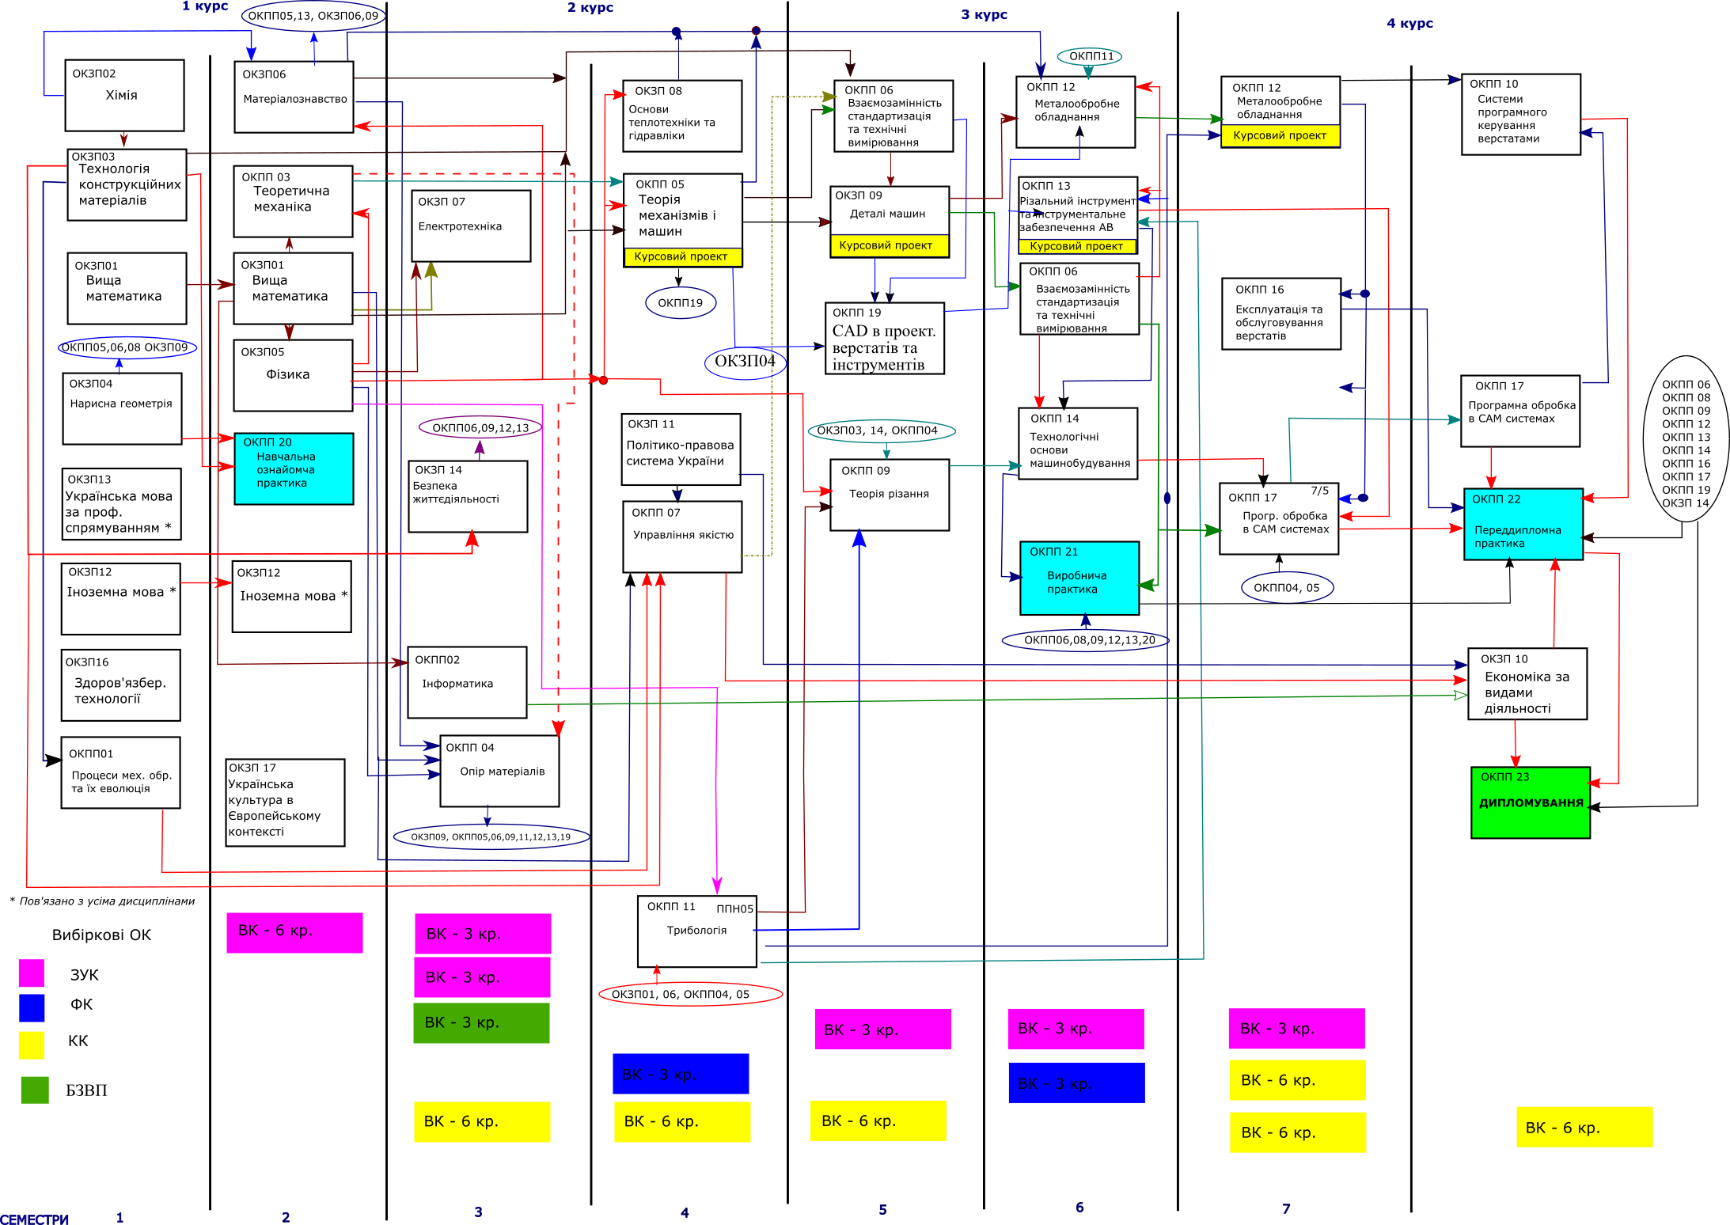 1 курс
2 курс
3 курс
4 курс
ОКЗП02
Хімія
ОКЗП03
Технологія
конструкційних
матеріалів
ОКЗП01
Вища
математика
ОКПП05,06,08 ОКЗП09
ОКЗП04
Нарисна геометрія
ОКЗП13
Українська мова
за проф.
спрямуванням *
ОКЗП12
Іноземна мова *
ОКЗП16
Здоров'язбер.
технології
ОКПП01
Процеси мех. обр.
та їх еволюція
* Пов'язано з усіма дисциплінами
Вибіркові ОК
ЗУК
ФК
КК
БЗВП
ОКПП05,13, ОКЗП06,09
ОКЗП06
Матеріалознавство
ОКПП 03
Теоретична
механіка
ОКЗП01
Вища
математика
ОКЗП05
Фізика
ОКПП 20
Навчальна
ознайомча
практика
ОКЗП12
Іноземна мова *
ОКЗП 17
Українська
культура в
Європейському
контексті
ВК - 6 кр.
ОКЗП 07
Електротехніка
ОКПП06,09,12,13
ОКЗП 14
Безпека
життєдіяльності
ОКПП02
Інформатика
ОКПП 04
Опір матеріалів
ОКЗП09, ОКПП05,06,09,11,12,13,19
ВК - 3 кр.
ВК - 3 кр.
ВК - 3 кр.
ВК - 6 кр.
ОКЗП 08
Основи
теплотехніки та
гідравліки
ОКПП 05
Теорія
механізмів і
машин
Курсовий проект
ОКПП19
ОКЗП04
ОКЗП 11
Політико-правова
система України
ОКПП 07
Управління якістю
ОКПП 11
ППН05
Трибологія
ОКЗП01, 06, ОКПП04, 05
ВК - 3 кр.
ВК - 6 кр.
ОКПП 06
Взаємозамінність
стандартизація
та технічні
вимірювання
ОКЗП 09
Деталі машин
Курсовий проект
ОКПП 19
CAD в проект.
верстатів та
інструментів
ОКЗП03, 14, ОКПП04
ОКПП 09
Теорія різання
ВК - 3 кр.
ВК - 6 кр.
ОКПП11
ОКПП 12
Металообробне
обладнання
ОКПП 13
Різальний інструмент
та інструментальне
забезпечення АВ
Курсовий проект
ОКПП 06
Взаємозамінність
стандартизація
та технічні
вимірювання
ОКПП 14
Технологічні
основи
машинобудування
ОКПП 21
Виробнича
практика
ОКПП06,08,09,12,13,20
ВК - 3 кр.
ВК - 3 кр.
ОКПП 12
Металообробне
обладнання
Курсовий проект
ОКПП 16
Експлуатація та
обслуговування
верстатів
7/5
ОКПП 17
Прогр. обробка
в САМ системах
ОКПП04, 05
ВК - 3 кр.
ВК - 6 кр.
ВК - 6 кр.
ОКПП 10
Системи
програмного
керування
верстатами
ОКПП 17
Програмна обробка
в САМ системах
ОКПП 22
Переддипломна
практика
ОКЗП 10
Економіка за
видами
діяльності
ОКПП 23
ДИПЛОМУВАННЯ
ОКПП 06
ОКПП 08
ОКПП 09
ОКПП 12
ОКПП 13
ОКПП 14
ОКПП 16
ОКПП 17
ОКПП 19
ОКЗП 14
ВК - 6 кр.
СЕМЕСТРИ 1 2 3 4 5 6 7